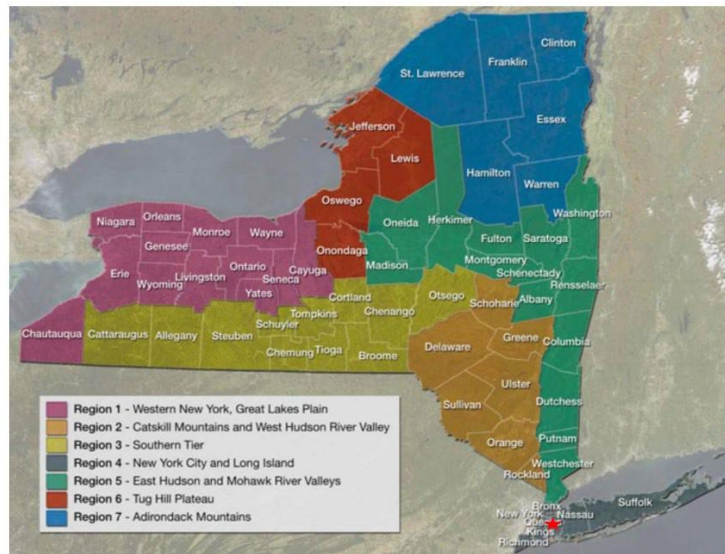 Clinton
Franklin
St. Lawrence
Essex
Jefferson
Lewis
Hamilton
Warren
Oswego
Washington
Niagara
Orleans
Monroe
Wayne
Oneida
Herkimer
Fulton
Saratoga
Genesee
Onondaga
Montgomery
Erie
Ontario
Cayuga
Madison
Schenectady
Livingston
Seneca
Rensselaer
Wyoming
Yates
Cortland
Otsego
Schoharie
Albany
Chautauqua
Cattaraugus
Allegany
Steuben
Schuyler
Tompkins
Chenango
Chemung
Tioga
Broome
Delaware
Greene
Columbia
Ulster
Sullivan
Dutchess
Orange
Putnam
Rockland
Westchester
Region 1 - Western New York, Great Lakes Plain
Region 2 - Catskill Mountains and West Hudson River Valley
Region 3 - Southern Tier
Region 4 - New York City and Long Island
Region 5 - East Hudson and Mohawk River Valleys
Region 6 - Tug Hill Plateau
Region 7 - Adirondack Mountains
Bronx
New York
Nassau
Suffolk
Kings
Richmond